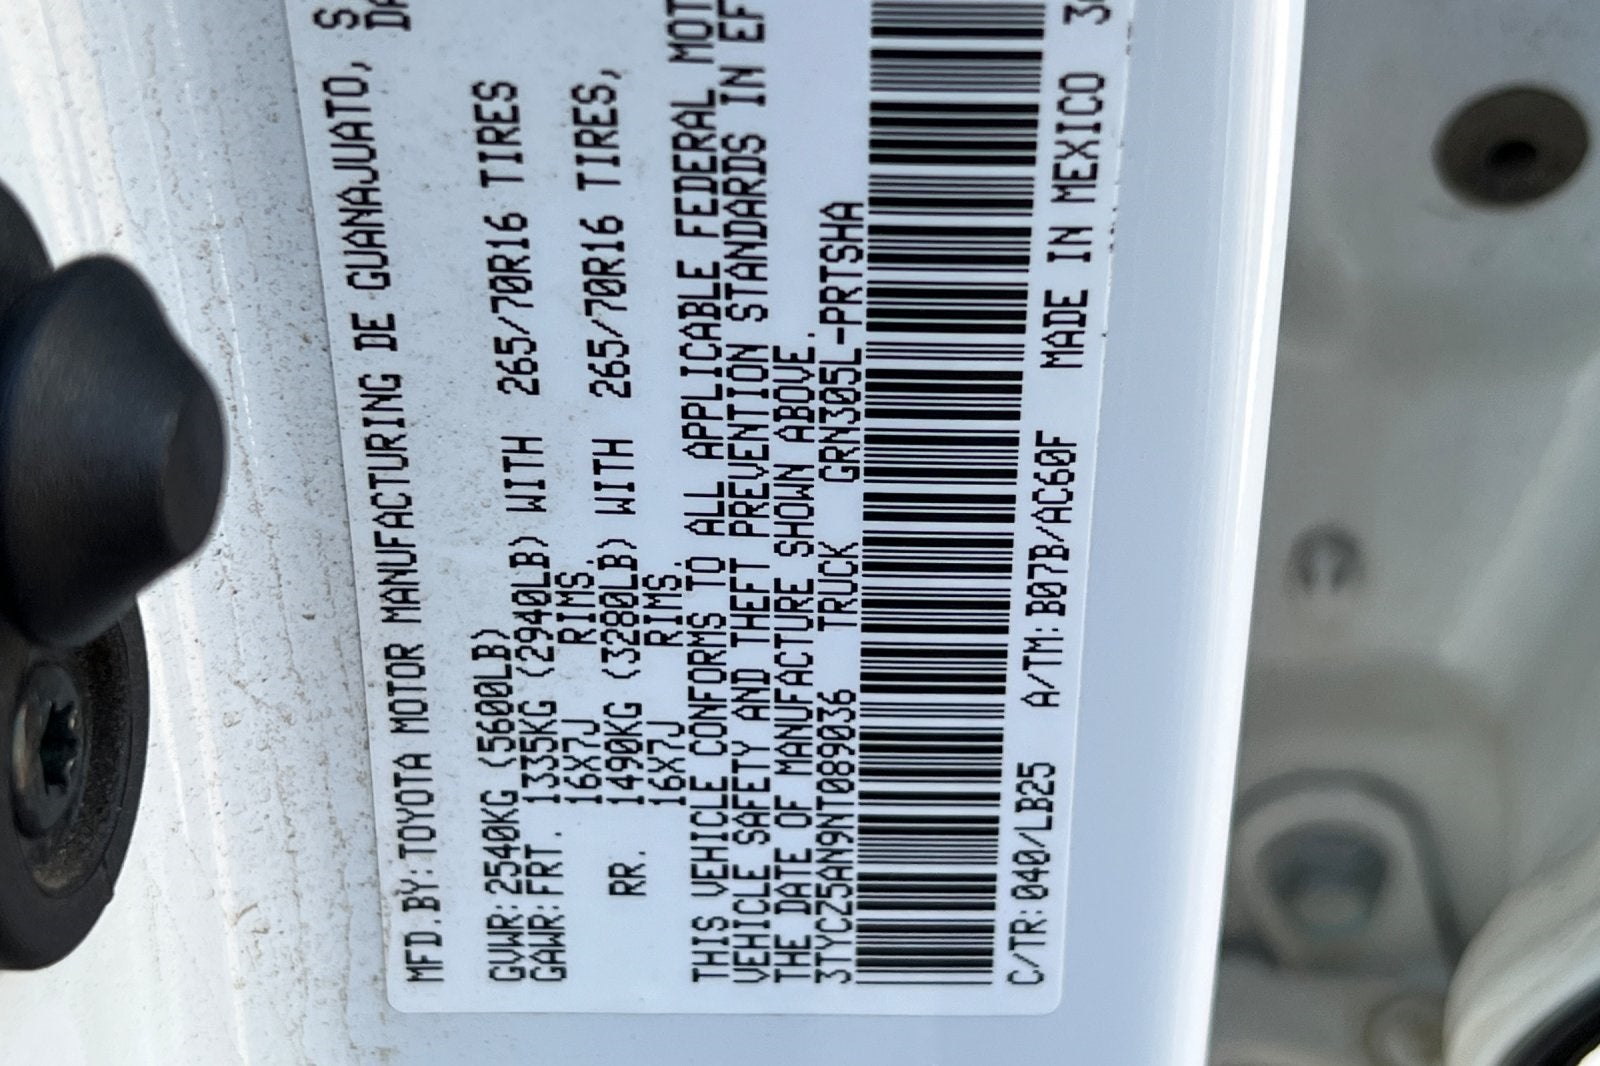 MFD.BY:TOYOTA MOTOR MANUFACTURING DE GUANAJUATO, S
GVWR:2540KG (5600LB)
GAWR:FRT. 1335KG (2940LB) WITH 265/70R16 TIRES
16X7J RIMS.
RR. 1490KG (3280LB) WITH 265/70R16 TIRES,
16X7J RIMS.
THIS VEHICLE CONFORMS TO ALL APPLICABLE FEDERAL MOT
VEHICLE SAFETY AND THEFT PREVENTION STANDARDS IN EF
THE DATE OF MANUFACTURE SHOWN ABOVE.
3TYCZ5AN9NT089036 TRUCK GRN305L-PRTSHA
C/TR:040/LB25 A/TM:B07B/AC60F MADE IN MEXICO